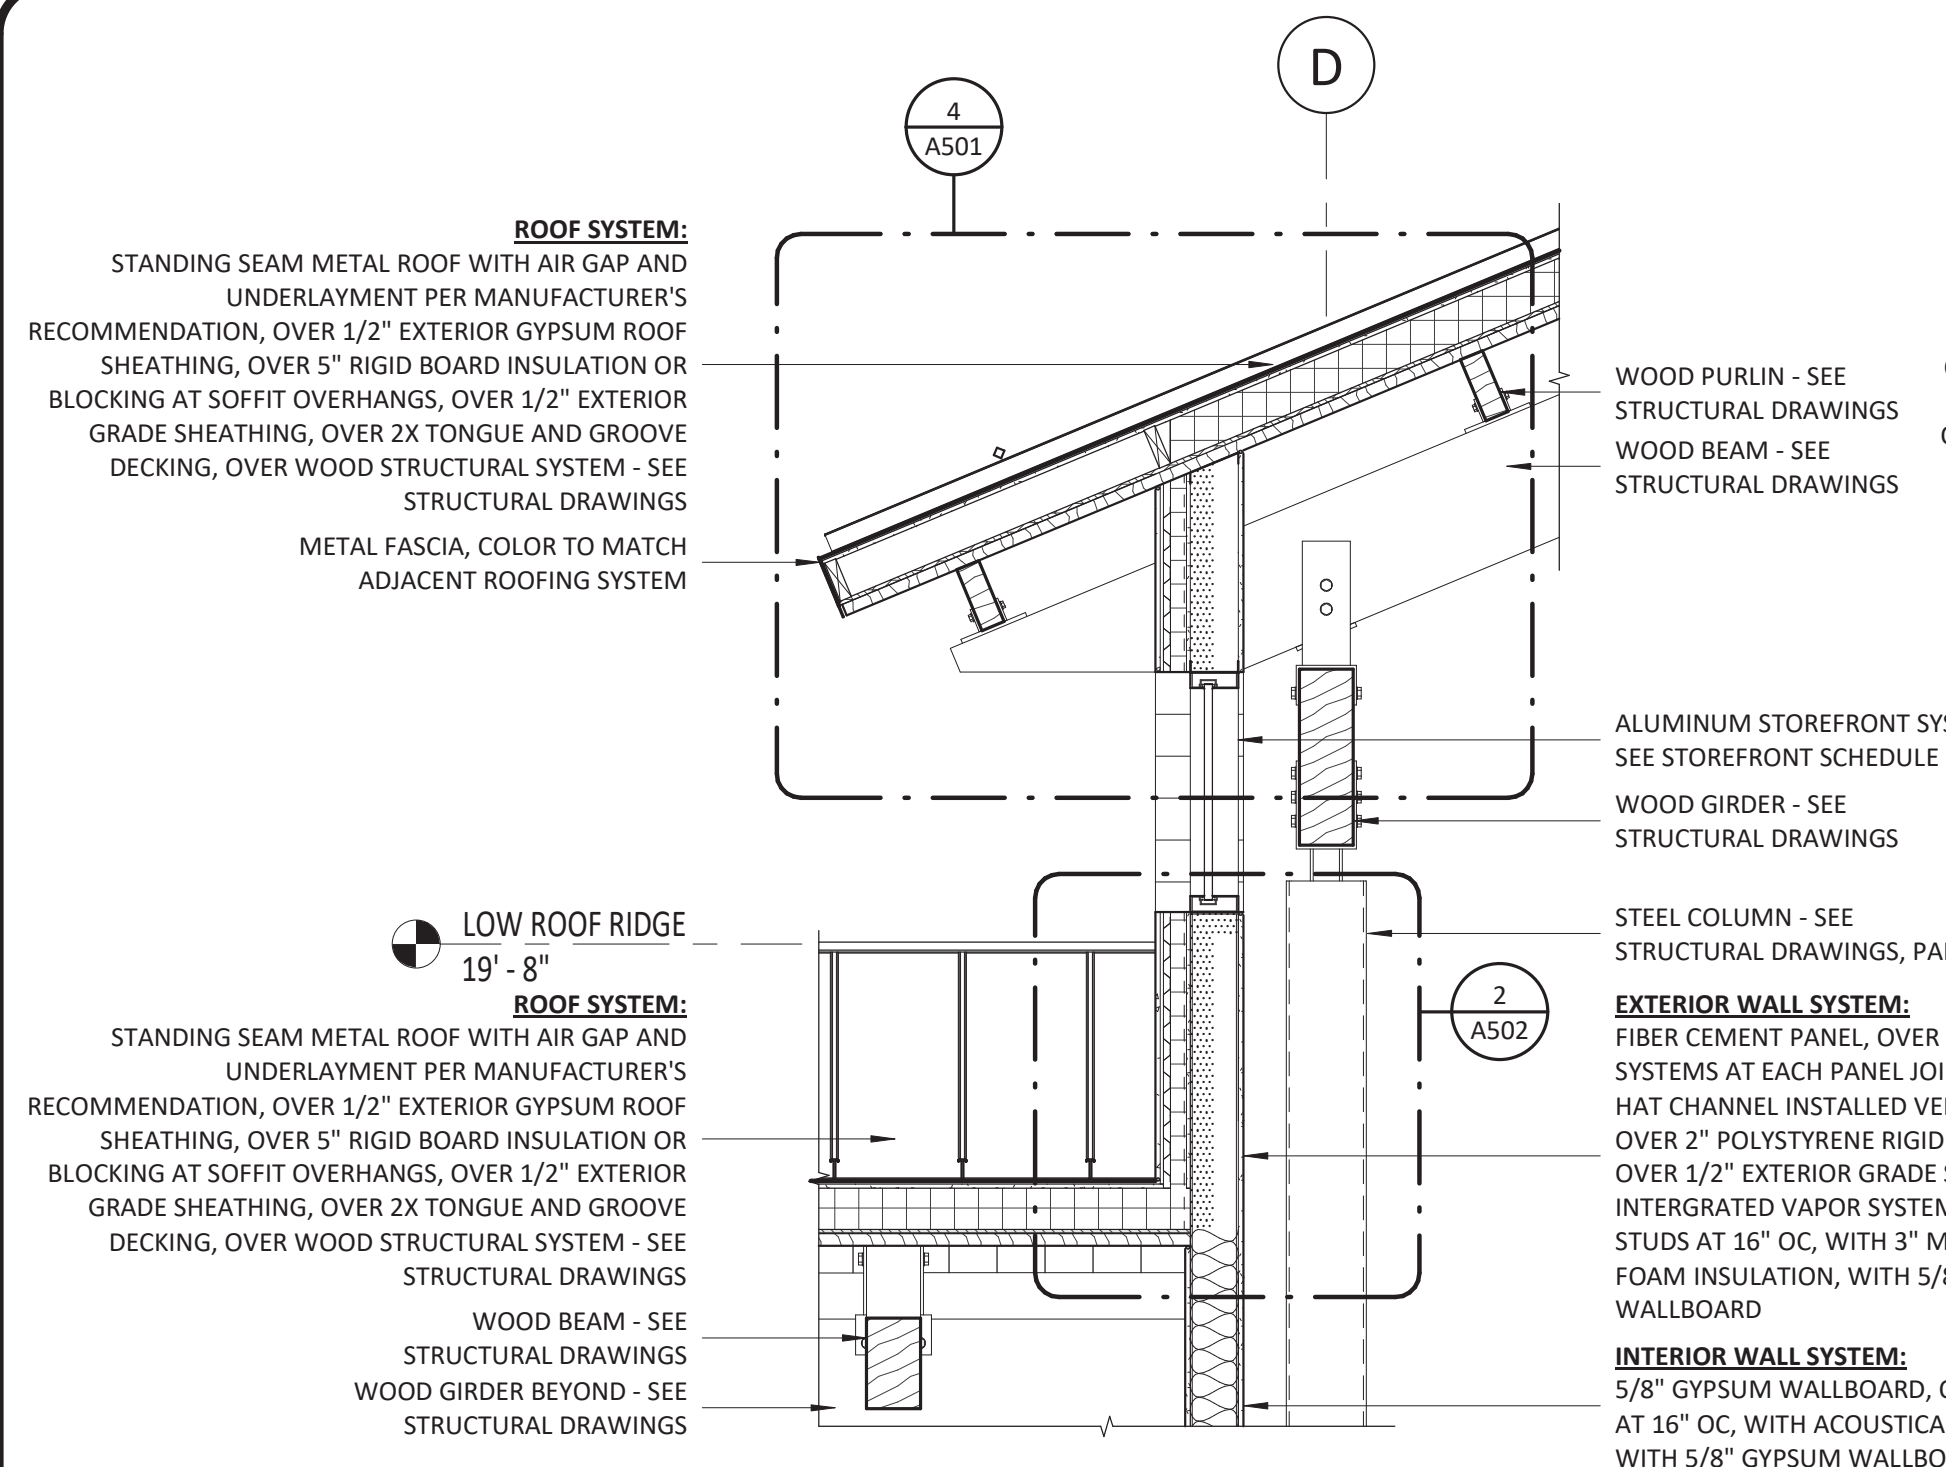 D
4
A501
ROOF SYSTEM:
STANDING SEAM METAL ROOF WITH AIR GAP AND
UNDERLAYMENT PER MANUFACTURER'S
RECOMMENDATION, OVER 1/2" EXTERIOR GYPSUM ROOF
SHEATHING, OVER 5" RIGID BOARD INSULATION OR
BLOCKING AT SOFFIT OVERHANGS, OVER 1/2" EXTERIOR
GRADE SHEATHING, OVER 2X TONGUE AND GROOVE
DECKING, OVER WOOD STRUCTURAL SYSTEM - SEE
STRUCTURAL DRAWINGS
METAL FASCIA, COLOR TO MATCH
ADJACENT ROOFING SYSTEM
WOOD PURLIN - SEE
STRUCTURAL DRAWINGS
WOOD BEAM - SEE
STRUCTURAL DRAWINGS
ALUMINUM STOREFRONT
SEE STOREFRONT SCHEDULE
WOOD GIRDER - SEE
STRUCTURAL DRAWINGS
STEEL COLUMN - SEE
STRUCTURAL DRAWINGS,
LOW ROOF RIDGE
19' - 8"
ROOF SYSTEM:
STANDING SEAM METAL ROOF WITH AIR GAP AND
UNDERLAYMENT PER MANUFACTURER'S
RECOMMENDATION, OVER 1/2" EXTERIOR GYPSUM ROOF
SHEATHING, OVER 5" RIGID BOARD INSULATION OR
BLOCKING AT SOFFIT OVERHANGS, OVER 1/2" EXTERIOR
GRADE SHEATHING, OVER 2X TONGUE AND GROOVE
DECKING, OVER WOOD STRUCTURAL SYSTEM - SEE
STRUCTURAL DRAWINGS
WOOD BEAM - SEE
STRUCTURAL DRAWINGS
WOOD GIRDER BEYOND - SEE
STRUCTURAL DRAWINGS
2
A502
EXTERIOR WALL SYSTEM:
FIBER CEMENT PANEL, OVER
SYSTEMS AT EACH PANEL
HAT CHANNEL INSTALLED
OVER 2" POLYSTYRENE RIGID
OVER 1/2" EXTERIOR GRADE
INTERGRATED VAPOR
STUDS AT 16" OC, WITH 3"
FOAM INSULATION, WITH
WALLBOARD
INTERIOR WALL SYSTEM:
5/8" GYPSUM WALLBOARD,
AT 16" OC, WITH
WITH 5/8" GYPSUM